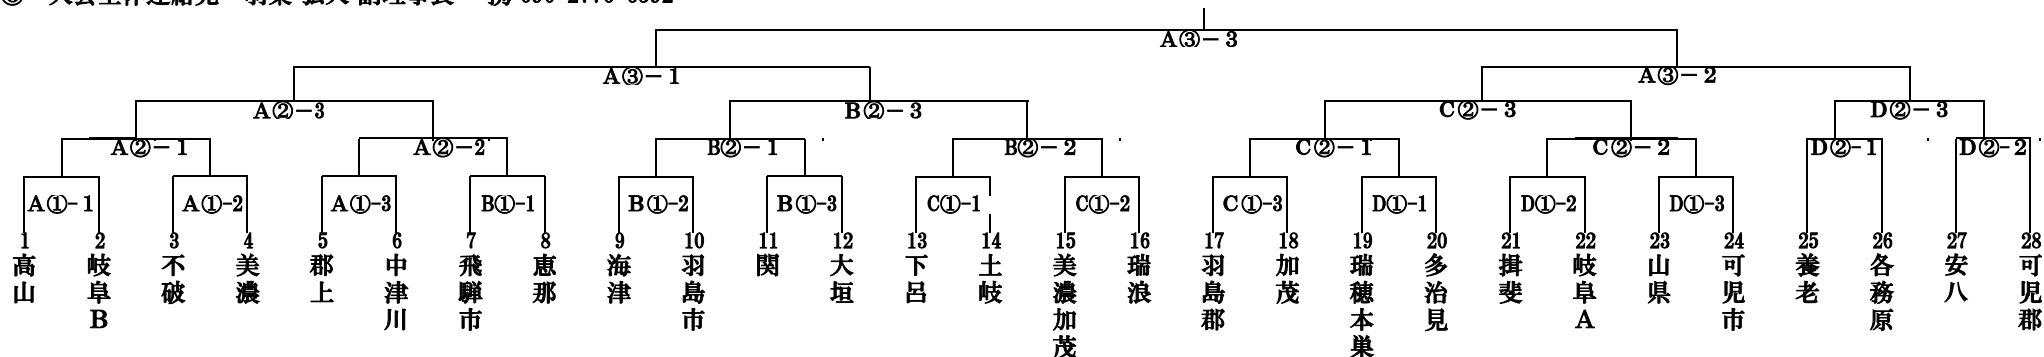 A③－3
A③－1
A③－2
A②－3
B②－3
C②－3
D②－3
A②－1
A②－2
B②－1
B②－2
C②－1
C②－2
D②-1
D②-2
A①-1
A①-2
A①-3
B①-1
B①-2
B①-3
C①-1
C①-2
C①-3
D①-1
D①-2
D①-3
1 高山
2 岐阜B
3 不破
4 美濃
5 郡上
6 中津川
7 飛騨市
8 恵那
9 海津
10 羽島市
11 関
12 大垣
13 下呂
14 土岐
15 美濃加茂
16 瑞浪
17 羽島郡
18 加茂
19 瑞穂本巣
20 多治見
21 揖斐
22 岐阜A
23 山県
24 可児市
25 養老
26 各務原
27 安八
28 可児郡